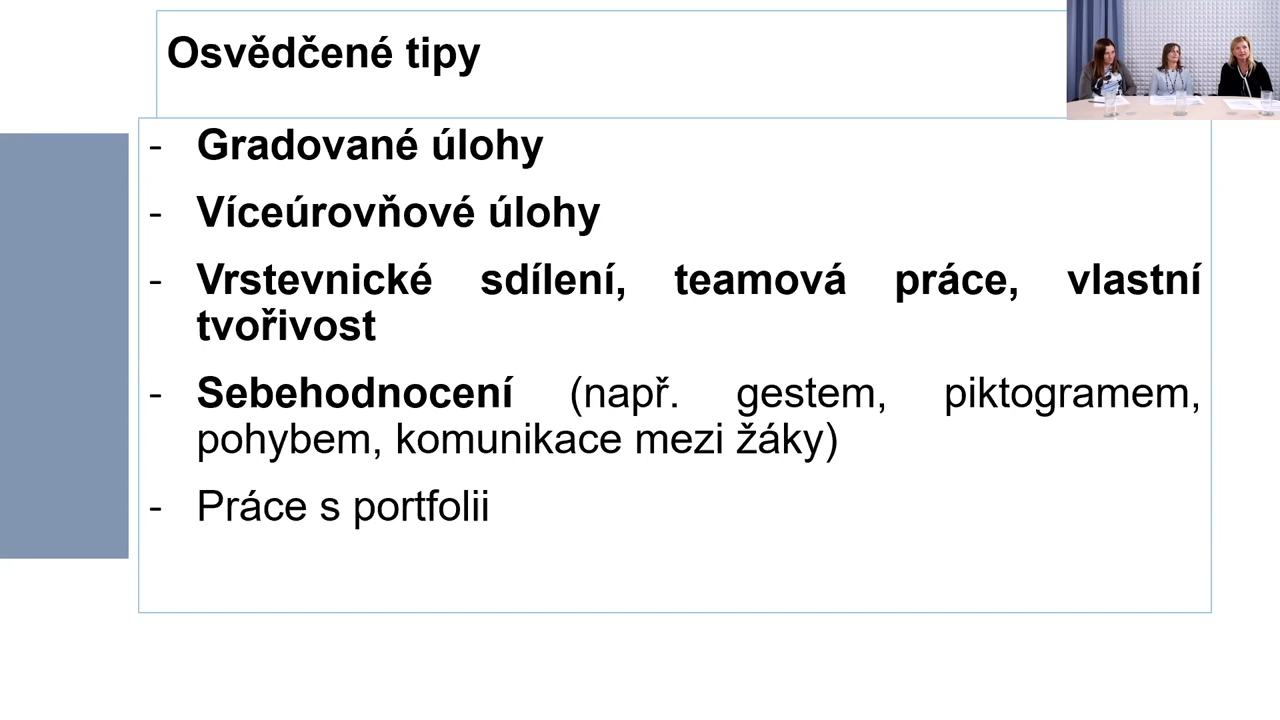 Osvědčené tipy
- Gradované úlohy
- Víceúrovňové úlohy
- Vrstevnické sdílení, teamová práce, vlastní
tvořivost
- Sebehodnocení (např. gestem, piktogramem,
pohybem, komunikace mezi žáky)
- Práce s portfolii